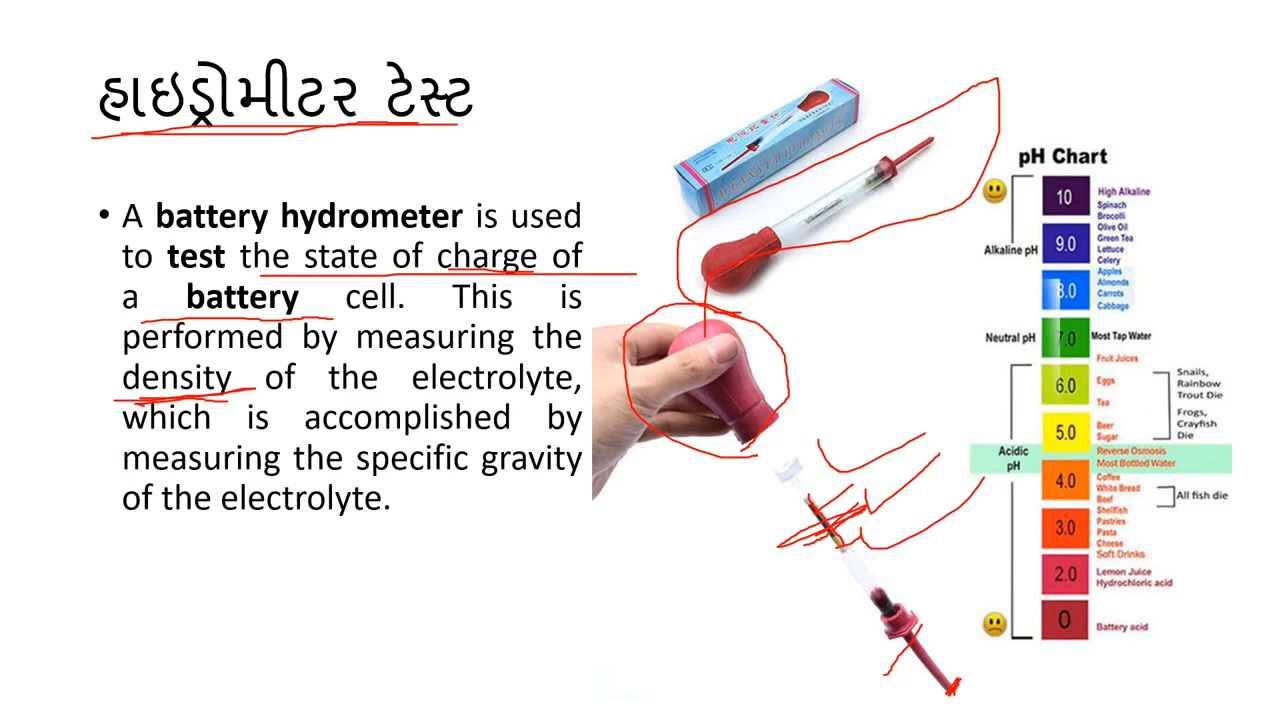 હાઇડ્રોમીટર ટેસ્ટ
• A battery hydrometer is used
to test the state of charge of
a battery cell. This is
performed by measuring the
density of the electrolyte,
which is accomplished by
measuring the specific gravity
of the electrolyte.
pH Chart
10
High Alkaline
Spinach
Brocolli
Olive Oil
Alkaline pH
9.0
Green Tea
Lettuce
Celery
8.0
Apples
Almonds
Carrots
Cabbage
Neutral pH
7.0
Most Tap Water
Fruit Juices
6.0
Eggs
Tea
Snails,
Rainbow
Trout Die
5.0
Beer
Sugar
Frogs,
Crayfish
Die
Acidic
pH
Reverse Osmosis
Most Bottled Water
4.0
Coffee
White Bread
Beef
Shellfish
All fish die
3.0
Pastries
Pasta
Cheese
Soft Drinks
2.0
Lemon Juice
Hydrochloric acid
0
Battery acid